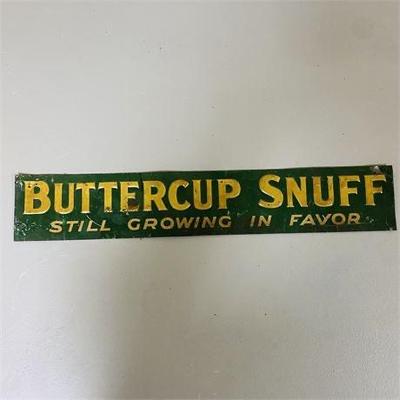 BUTTERCUP SNUFF
STILL GROWING IN FAVOR